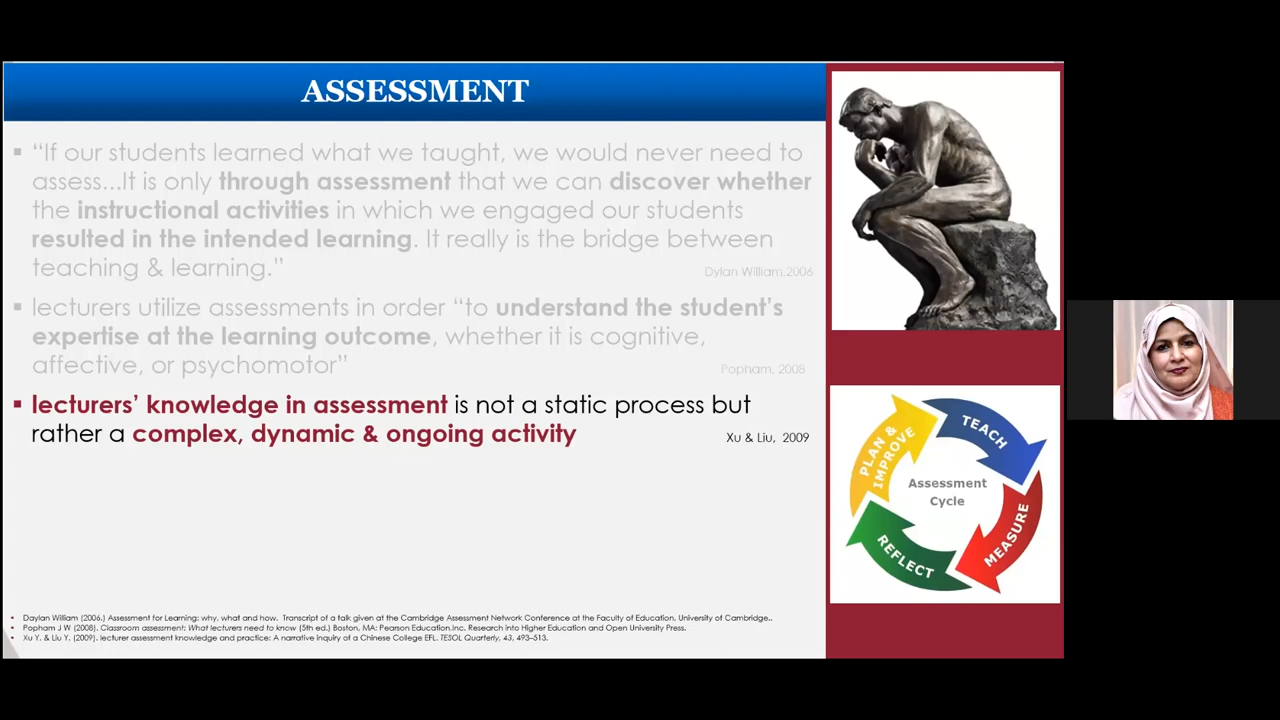 ASSESSMENT
▪ “If our students learned what we taught, we would never need to
assess...It is only through assessment that we can discover whether
the instructional activities in which we engaged our students
resulted in the intended learning. It really is the bridge between
teaching & learning.”
Dylan William,2006
▪ lecturers utilize assessments in order “to understand the student’s
expertise at the learning outcome, whether it is cognitive,
affective, or psychomotor”
Popham, 2008
▪ lecturers’ knowledge in assessment is not a static process but
rather a complex, dynamic & ongoing activity
Xu & Liu, 2009
PLAN &
IMPROVE
TEACH
MEASURE
REFLECT
Assessment
Cycle
• Daylan William (2006.) Assessment for Learning: why, what and how. Transcript of a talk given at the Cambridge Assessment Network Conference at the Faculty of Education, University of Cambridge..
• Popham J W (2008). Classroom assessment: What lecturers need to know (5th ed.) Boston, MA: Pearson Education.Inc. Research into Higher Education and Open University Press.
• Xu Y. & Liu Y. (2009). lecturer assessment knowledge and practice: A narrative inquiry of a Chinese College EFL. TESOL Quarterly, 43, 493–513.